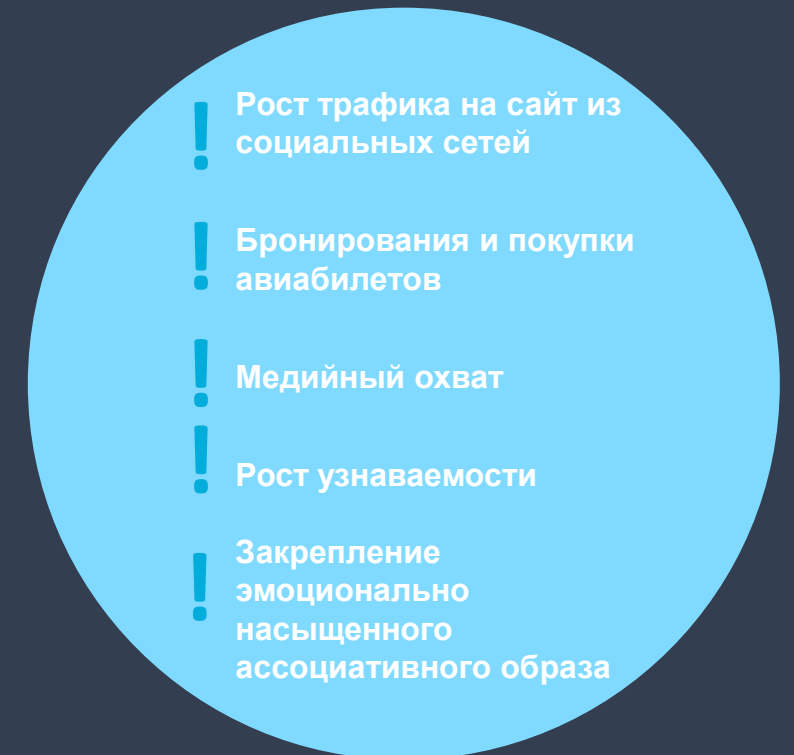 ! Рост трафика на сайт из
социальных сетей
! Бронирования и покупки
авиабилетов
! Медийный охват
! Рост узнаваемости
! Закрепление
эмоционально
насыщенного
ассоциативного образа